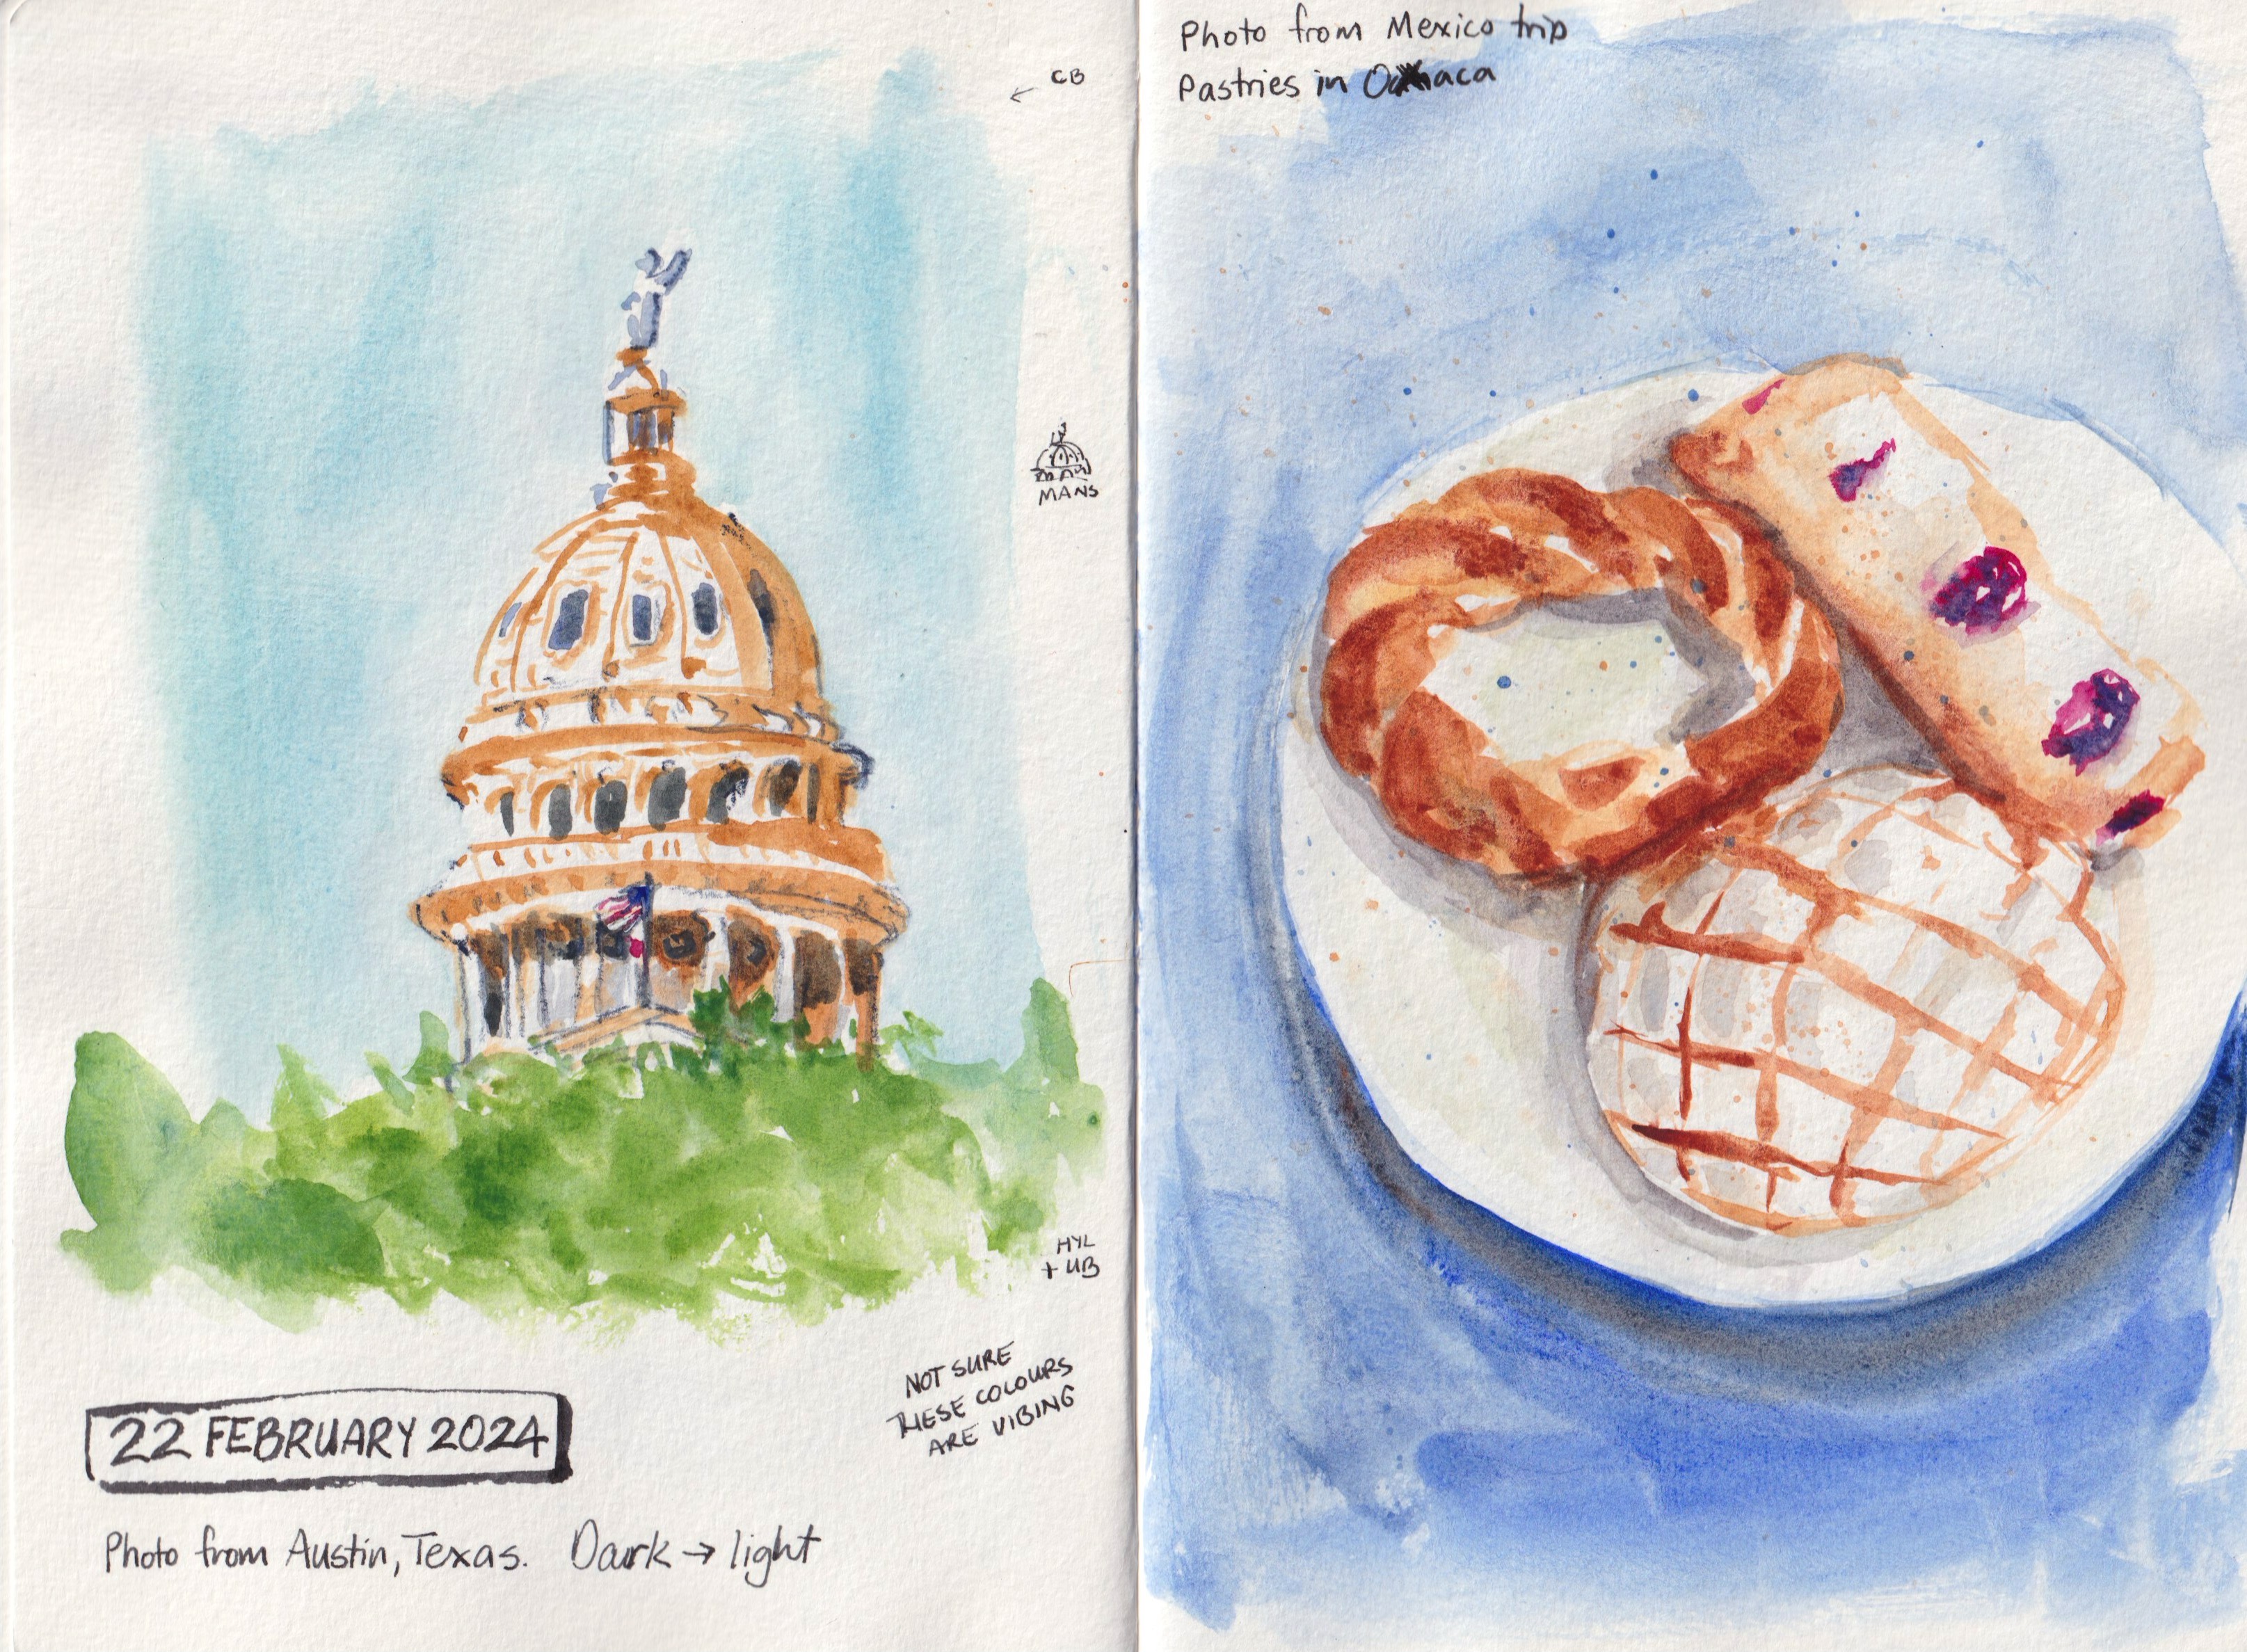 CB
MANS
HYL
+ UB
NOT SURE
THESE COLOURS
ARE VIBING
22 FEBRUARY 2024
Photo from Austin, Texas. Dark → light
Photo from Mexico trip
Pastries in Oaxaca